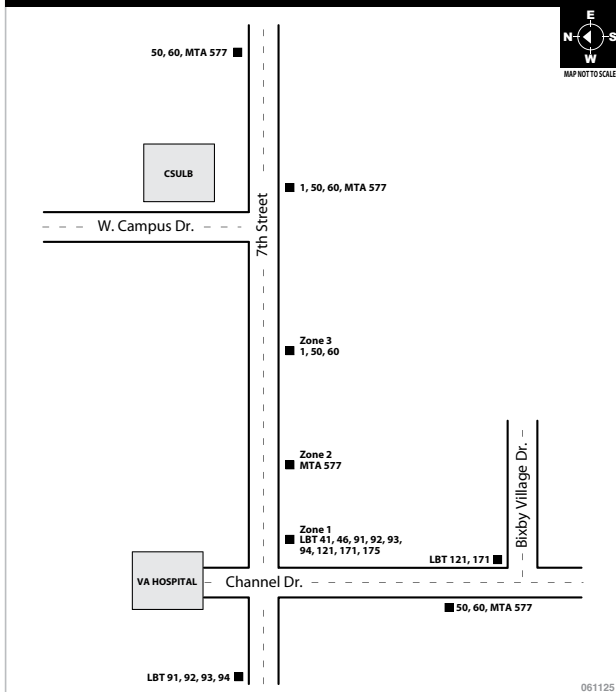 E
N S
W
MAP NOT TO SCALE
50, 60, MTA 577
CSULB
1, 50, 60, MTA 577
W. Campus Dr.
7th Street
Zone 3
1, 50, 60
Zone 2
MTA 577
Bixby Village Dr.
Zone 1
LBT 41, 46, 91, 92, 93,
94, 121, 171, 175
LBT 121, 171
VA HOSPITAL
Channel Dr.
50, 60, MTA 577
LBT 91, 92, 93, 94
061125